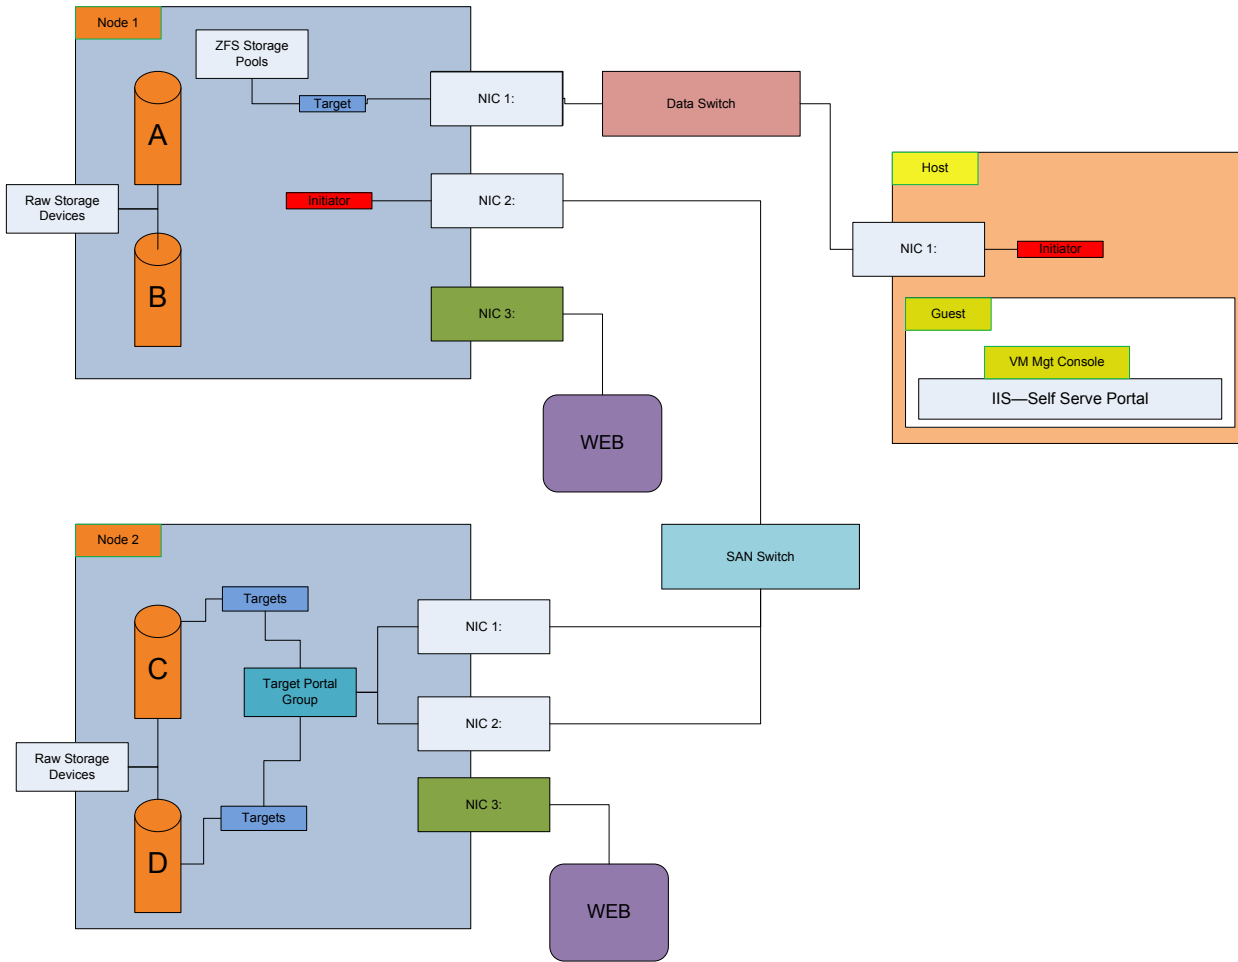 Node 1
ZFS Storage
Pools
Target
NIC 1:
Data Switch
A
Host
Raw Storage
Devices
Initiator
NIC 2:
NIC 1:
Initiator
B
NIC 3:
Guest
VM Mgt Console
IIS—Self Serve Portal
WEB
Node 2
SAN Switch
Targets
NIC 1:
C
Target Portal
Group
NIC 2:
Raw Storage
Devices
NIC 3:
Targets
D
WEB